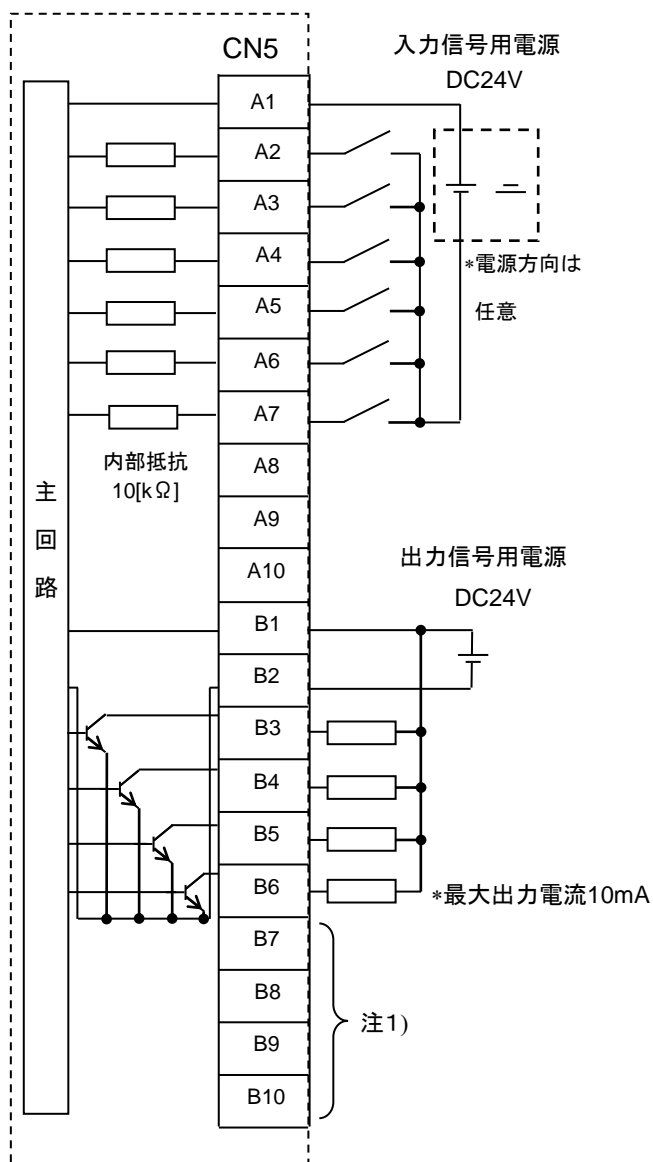 CN5
入力信号用電源
DC24V
A1
A2
A3
A4
*電源方向は
A5
任意
A6
A7
内部抵抗
10[kΩ]
A8
主回路
A9
A10
出力信号用電源
DC24V
B1
B2
B3
B4
B5
B6
*最大出力電流10mA
B7
B8
注1)
B9
B10